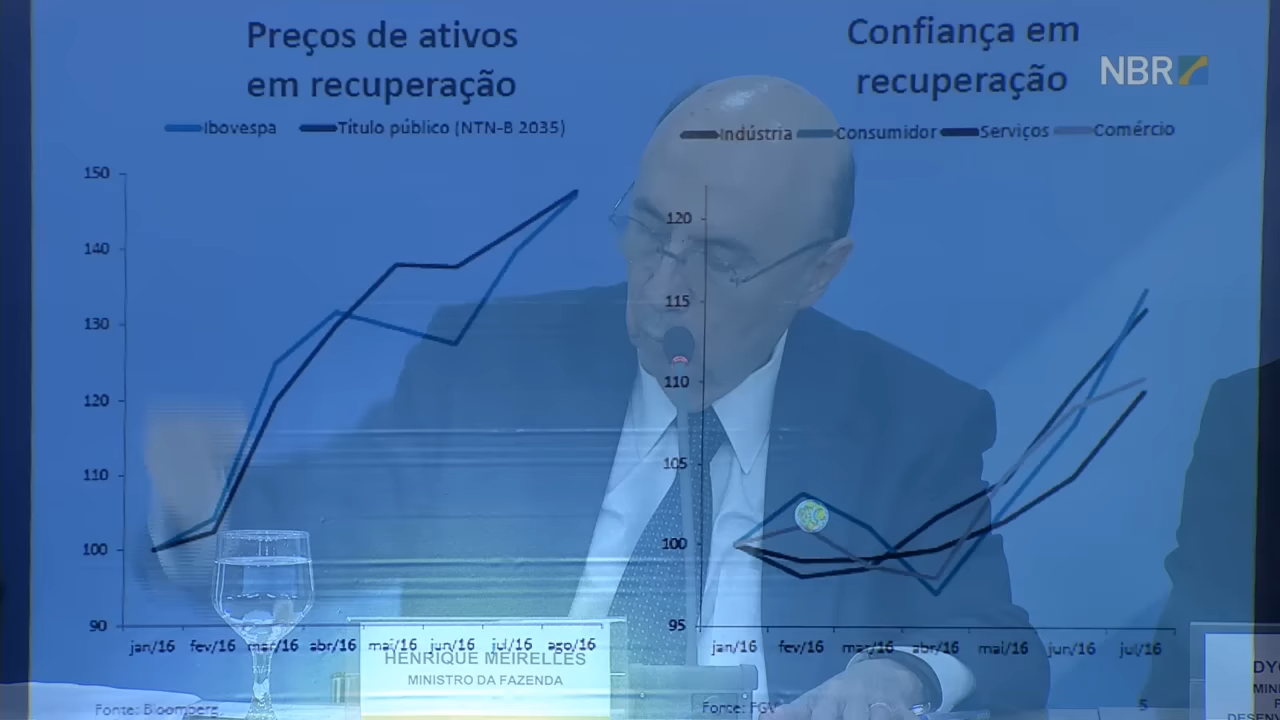 Preços de ativos
em recuperação
Ibovespa
Título público (NTN-B 2035)
150
140
130
120
110
100
90
jan/16
fev/16
mar/16
abr/16
mai/16
jun/16
jul/16
ago/16
Fonte: Bloomberg
Confiança em
recuperação
NBR
Indústria
Consumidor
Serviços
Comércio
120
115
110
105
100
95
jan/16
fev/16
mar/16
abr/16
mai/16
jun/16
jul/16
Fonte: FGV
5
HENRIQUE MEIRELLES
MINISTRO DA FAZENDA